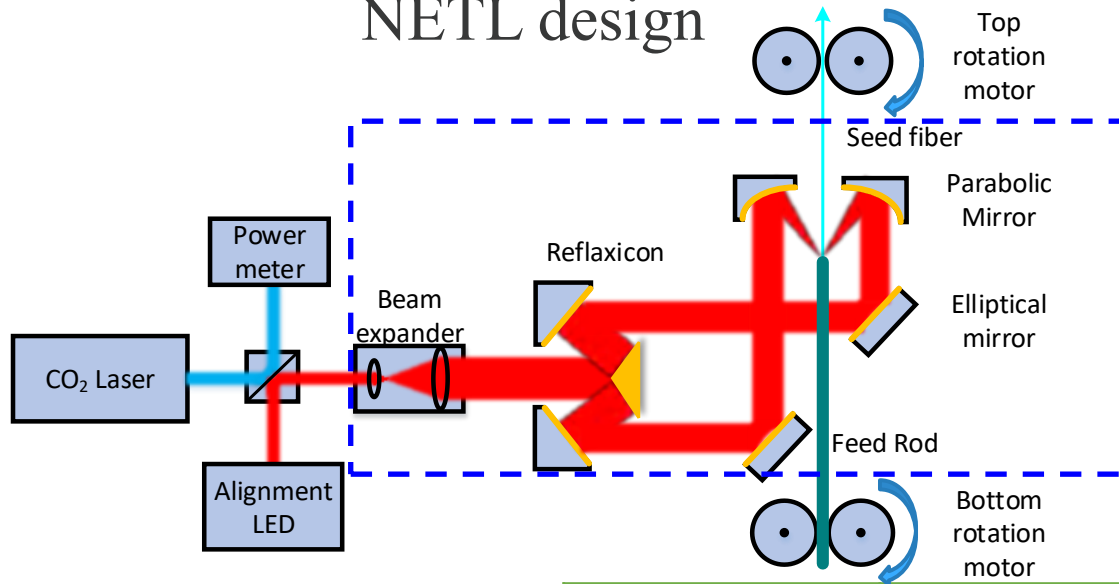 NETL design
Top
rotation
motor
Seed fiber
Parabolic
Mirror
Power
meter
Reflaxicon
Beam
expander
Elliptical
mirror
CO₂ Laser
Feed Rod
Alignment
LED
Bottom
rotation
motor